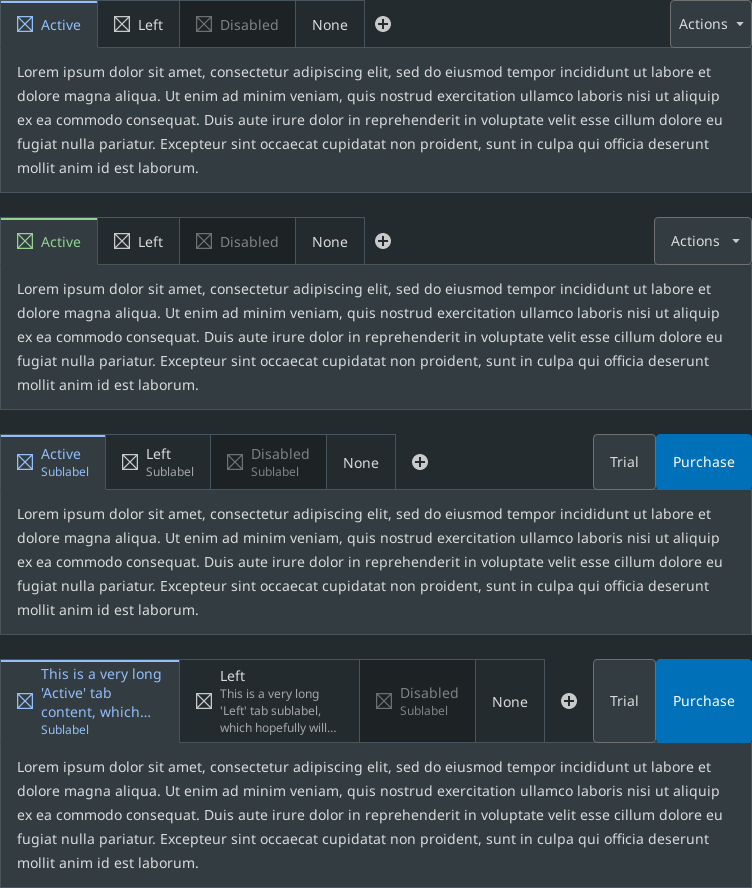 Active Left Disabled None Actions
Lorem ipsum dolor sit amet, consectetur adipiscing elit, sed do eiusmod tempor incididunt ut labore et
dolore magna aliqua. Ut enim ad minim veniam, quis nostrud exercitation ullamco laboris nisi ut aliquip
ex ea commodo consequat. Duis aute irure dolor in reprehenderit in voluptate velit esse cillum dolore eu
fugiat nulla pariatur. Excepteur sint occaecat cupidatat non proident, sunt in culpa qui officia deserunt
mollit anim id est laborum.
Active Left Disabled None Actions
Lorem ipsum dolor sit amet, consectetur adipiscing elit, sed do eiusmod tempor incididunt ut labore et
dolore magna aliqua. Ut enim ad minim veniam, quis nostrud exercitation ullamco laboris nisi ut aliquip
ex ea commodo consequat. Duis aute irure dolor in reprehenderit in voluptate velit esse cillum dolore eu
fugiat nulla pariatur. Excepteur sint occaecat cupidatat non proident, sunt in culpa qui officia deserunt
mollit anim id est laborum.
Active
Sublabel
Left
Sublabel
Disabled
Sublabel
None
Trial
Purchase
Lorem ipsum dolor sit amet, consectetur adipiscing elit, sed do eiusmod tempor incididunt ut labore et
dolore magna aliqua. Ut enim ad minim veniam, quis nostrud exercitation ullamco laboris nisi ut aliquip
ex ea commodo consequat. Duis aute irure dolor in reprehenderit in voluptate velit esse cillum dolore eu
fugiat nulla pariatur. Excepteur sint occaecat cupidatat non proident, sunt in culpa qui officia deserunt
mollit anim id est laborum.
This is a very long
'Active' tab
content, which...
Sublabel
Left
This is a very long
'Left' tab sublabel,
which hopefully will...
Disabled
Sublabel
None
Trial
Purchase
Lorem ipsum dolor sit amet, consectetur adipiscing elit, sed do eiusmod tempor incididunt ut labore et
dolore magna aliqua. Ut enim ad minim veniam, quis nostrud exercitation ullamco laboris nisi ut aliquip
ex ea commodo consequat. Duis aute irure dolor in reprehenderit in voluptate velit esse cillum dolore eu
fugiat nulla pariatur. Excepteur sint occaecat cupidatat non proident, sunt in culpa qui officia deserunt
mollit anim id est laborum.